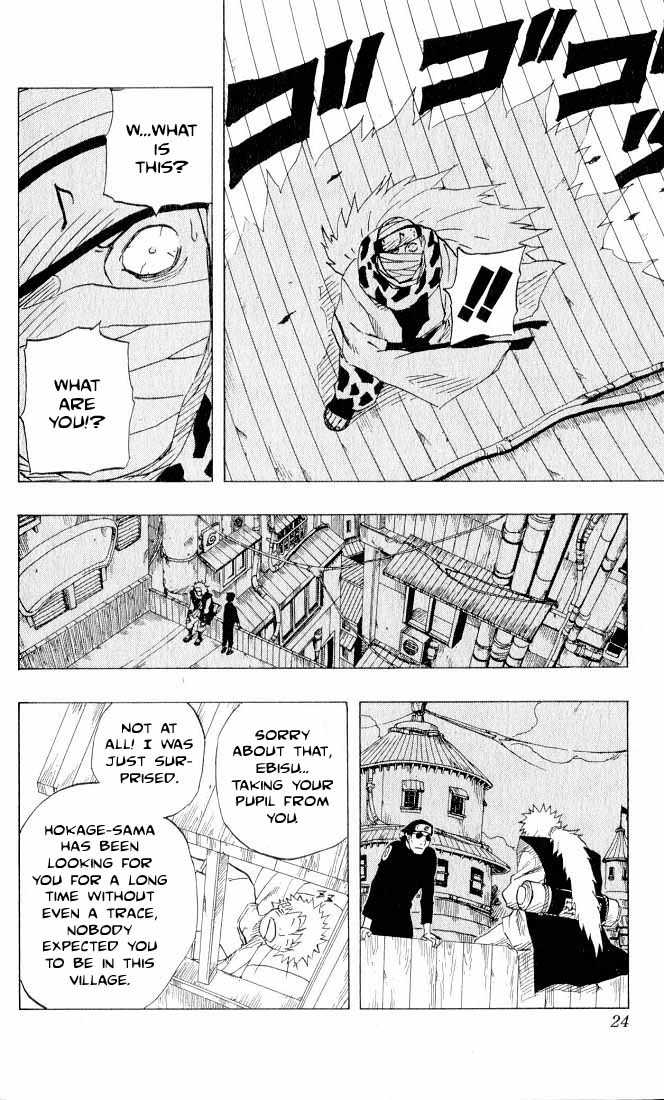 ゴゴゴ
!!
W...WHAT
IS
THIS?
WHAT
ARE
YOU!?
SORRY
ABOUT THAT,
EBISU...
TAKING YOUR
PUPIL FROM
YOU.
NOT AT
ALL! I WAS
JUST SUR-
PRISED.
HOKAGE-SAMA
HAS BEEN
LOOKING FOR
YOU FOR A LONG
TIME WITHOUT
EVEN A TRACE,
NOBODY
EXPECTED YOU
TO BE IN THIS
VILLAGE.
24